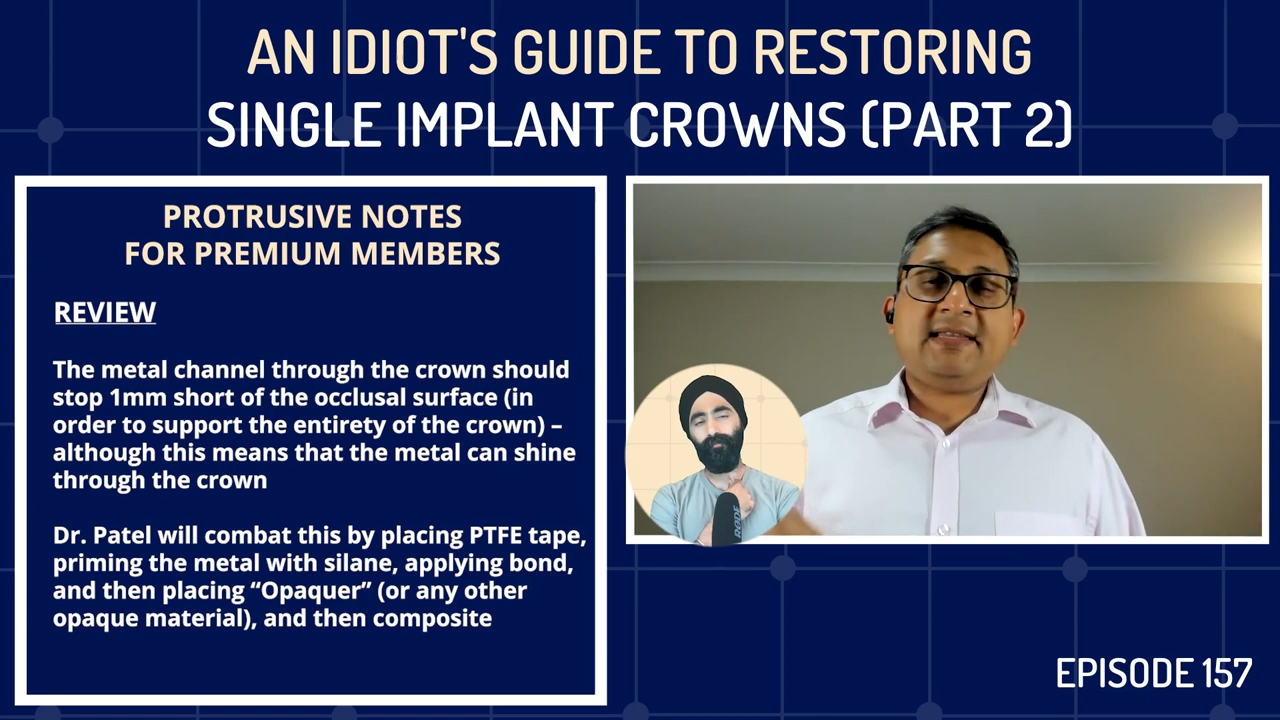 AN IDIOT'S GUIDE TO RESTORING
SINGLE IMPLANT CROWNS (PART 2)
PROTRUSIVE NOTES
FOR PREMIUM MEMBERS
REVIEW
The metal channel through the crown should
stop 1mm short of the occlusal surface (in
order to support the entirety of the crown) –
although this means that the metal can shine
through the crown
Dr. Patel will combat this by placing PTFE tape,
priming the metal with silane, applying bond,
and then placing “Opaquer” (or any other
opaque material), and then composite
RODE
EPISODE 157